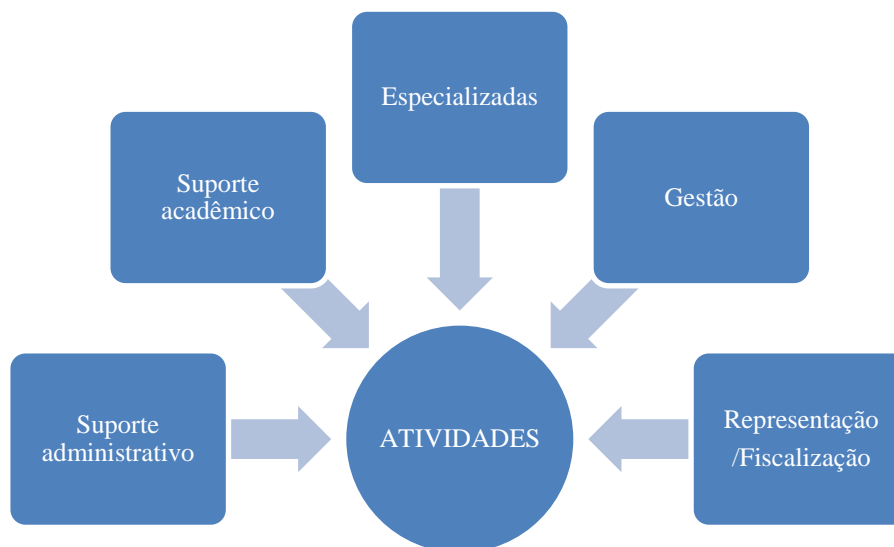 Especializadas
Suporte
acadêmico
Gestão
Suporte
administrativo
ATIVIDADES
Representação
/Fiscalização